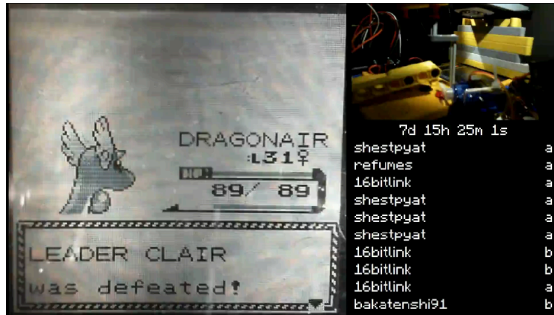 DRAGONAIR
:L31♀
HP
89/ 89
LEADER CLAIR
was defeated!
7d 15h 25m 1s
shestpyat a
refumes a
16bitlink a
shestpyat a
shestpyat a
shestpyat a
16bitlink b
16bitlink b
16bitlink a
bakatenshi91 b